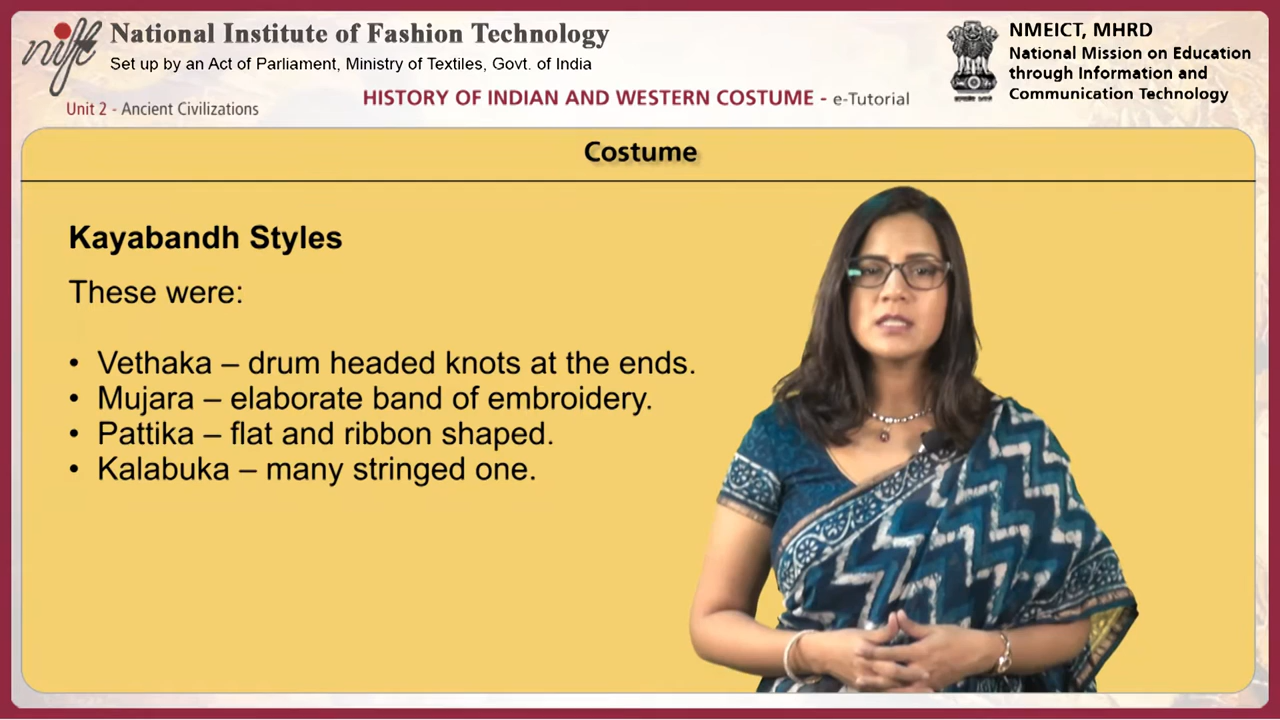 nift
National Institute of Fashion Technology
Set up by an Act of Parliament, Ministry of Textiles, Govt. of India
NMEICT, MHRD
National Mission on Education
through Information and
Communication Technology
Unit 2 - Ancient Civilizations
HISTORY OF INDIAN AND WESTERN COSTUME - e-Tutorial
Costume
Kayabandh Styles
These were:
• Vethaka – drum headed knots at the ends.
• Mujara – elaborate band of embroidery.
• Pattika – flat and ribbon shaped.
• Kalabuka – many stringed one.